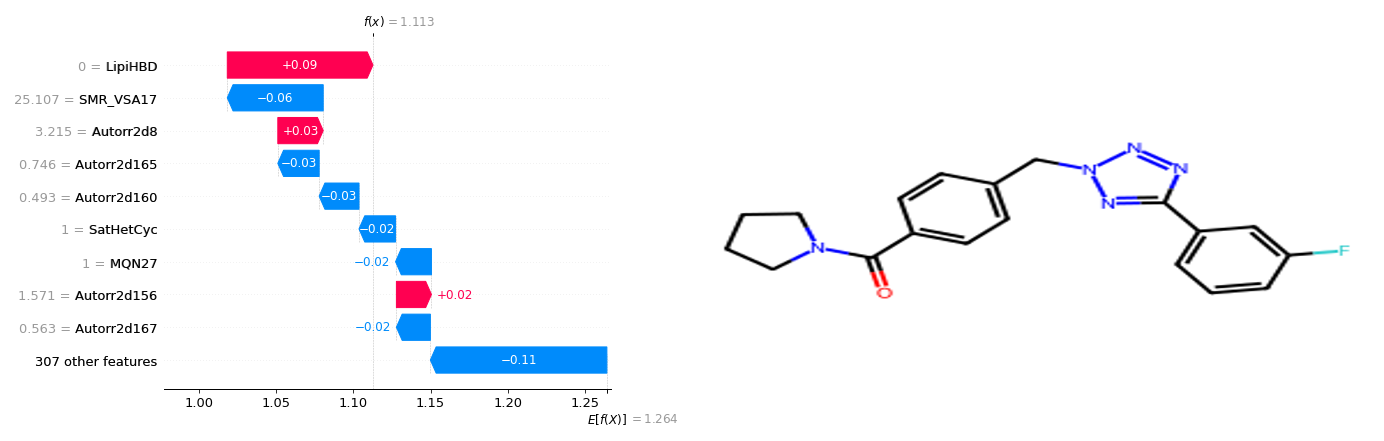 f(x) = 1.113
0 = LipiHBD
+0.09
25.107 = SMR_VSA17
−0.06
3.215 = Autorr2d8
+0.03
0.746 = Autorr2d165
−0.03
0.493 = Autorr2d160
−0.03
1 = SatHetCyc
−0.02
1 = MQN27
−0.02
1.571 = Autorr2d156
+0.02
0.563 = Autorr2d167
−0.02
307 other features
−0.11
1.00 1.05 1.10 1.15 1.20 1.25
E[f(X)] = 1.264
N
N
N
N
N
O
F